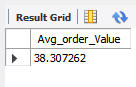 Result Grid
Avg_order_Value
38.307262